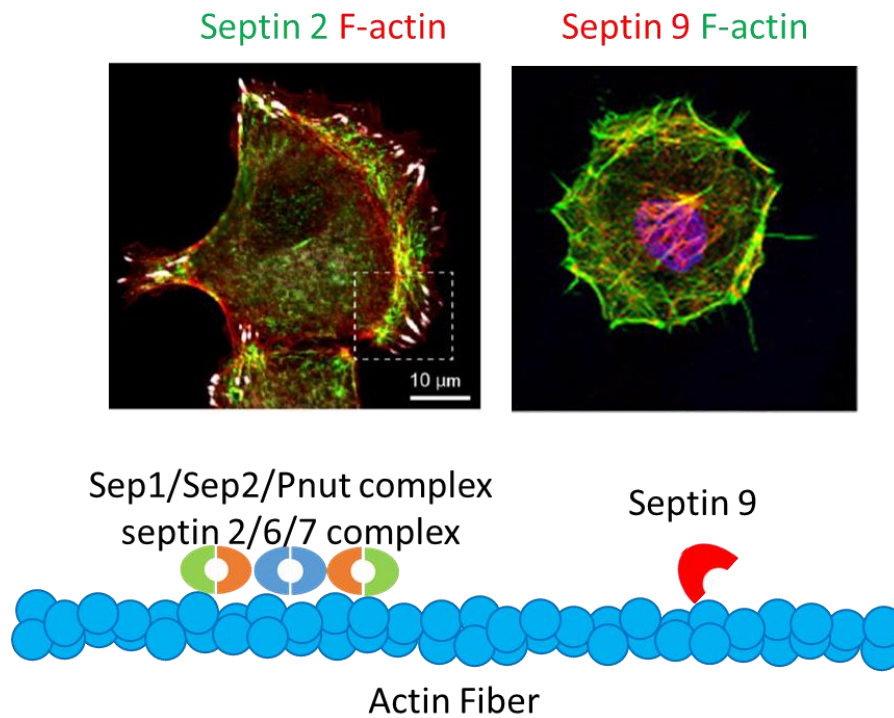 Septin 2 F-actin
Septin 9 F-actin
10 µm
Sep1/Sep2/Pnut complex
septin 2/6/7 complex
Septin 9
Actin Fiber